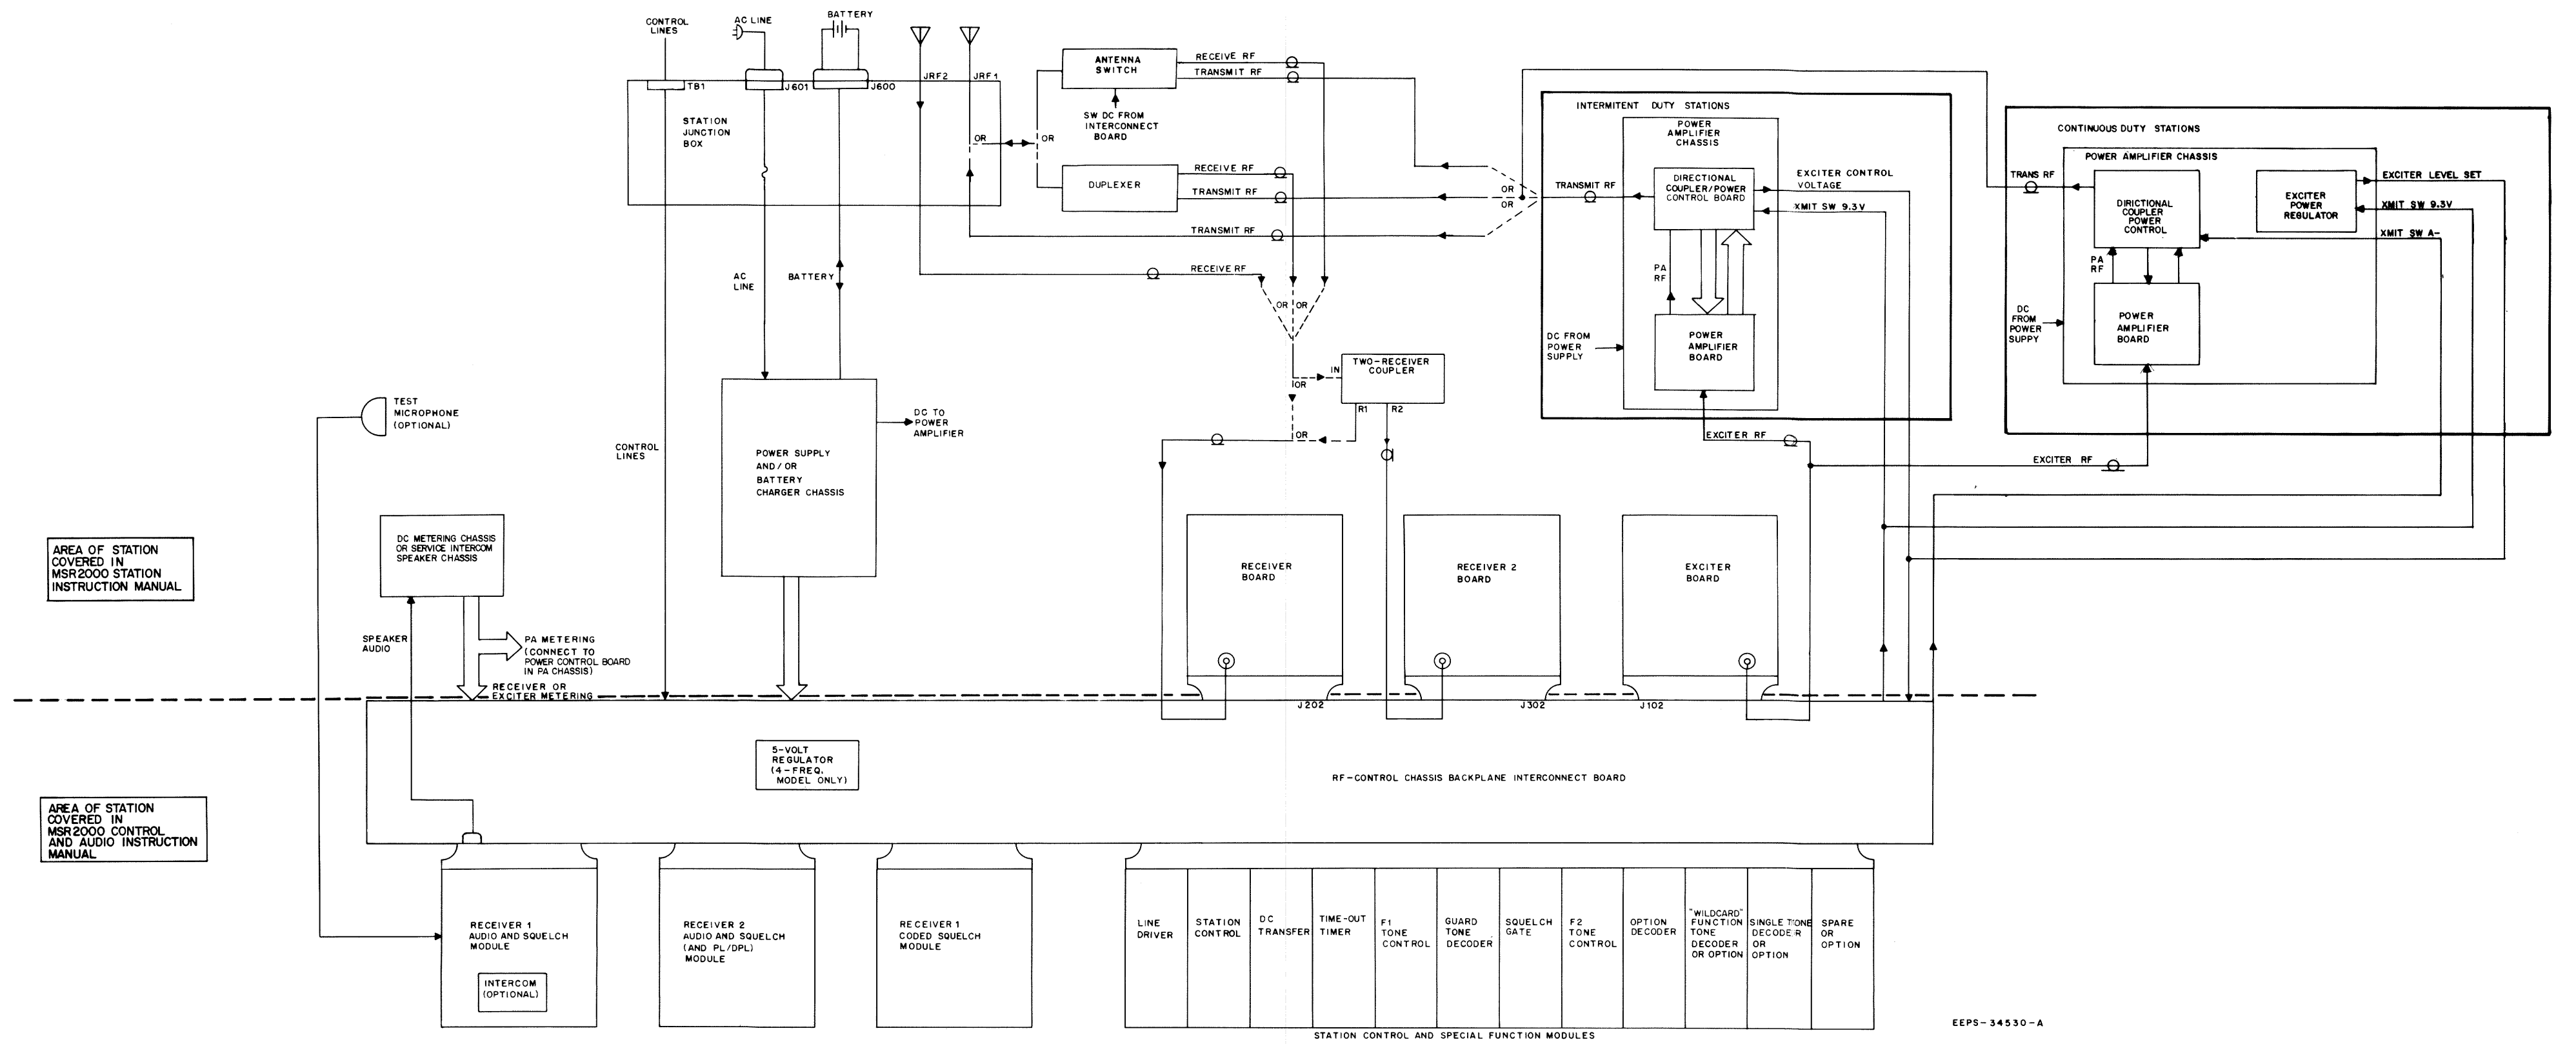 CONTROL
LINES
AC LINE
BATTERY
JRF2
JRF1
TB1
J601
J600
STATION
JUNCTION
BOX
OR
OR
ANTENNA
SWITCH
SW DC FROM
INTERCONNECT
BOARD
DUPLEXER
RECEIVE RF
TRANSMIT RF
RECEIVE RF
TRANSMIT RF
TRANSMIT RF
RECEIVE RF
OR
OR
OR
OR
AC
LINE
BATTERY
INTERMITENT DUTY STATIONS
POWER
AMPLIFIER
CHASSIS
DIRECTIONAL
COUPLER/POWER
CONTROL BOARD
TRANSMIT RF
EXCITER CONTROL
VOLTAGE
XMIT SW 9.3V
PA
RF
DC FROM
POWER
SUPPLY
POWER
AMPLIFIER
BOARD
EXCITER RF
CONTINUOUS DUTY STATIONS
POWER AMPLIFIER CHASSIS
TRANS RF
DIRECTIONAL
COUPLER
POWER
CONTROL
EXCITER
POWER
REGULATOR
EXCITER LEVEL SET
XMIT SW 9.3V
XMIT SW A-
PA
RF
DC
FROM
POWER
SUPPY
POWER
AMPLIFIER
BOARD
EXCITER RF
TWO-RECEIVER
COUPLER
IN
OR
R1
R2
OR
TEST
MICROPHONE
(OPTIONAL)
CONTROL
LINES
POWER SUPPLY
AND/OR
BATTERY
CHARGER CHASSIS
DC TO
POWER
AMPLIFIER
AREA OF STATION
COVERED IN
MSR2000 STATION
INSTRUCTION MANUAL
DC METERING CHASSIS
OR SERVICE INTERCOM
SPEAKER CHASSIS
SPEAKER
AUDIO
PA METERING
(CONNECT TO
POWER CONTROL BOARD
IN PA CHASSIS)
RECEIVER OR
EXCITER METERING
RECEIVER
BOARD
RECEIVER 2
BOARD
EXCITER
BOARD
J202
J302
J102
5-VOLT
REGULATOR
(4-FREQ.
MODEL ONLY)
RF-CONTROL CHASSIS BACKPLANE INTERCONNECT BOARD
AREA OF STATION
COVERED IN
MSR2000 CONTROL
AND AUDIO INSTRUCTION
MANUAL
RECEIVER 1
AUDIO AND SQUELCH
MODULE
INTERCOM
(OPTIONAL)
RECEIVER 2
AUDIO AND SQUELCH
(AND PL/DPL)
MODULE
RECEIVER 1
CODED SQUELCH
MODULE
LINE
DRIVER
STATION
CONTROL
DC
TRANSFER
TIME-OUT
TIMER
F1
TONE
CONTROL
GUARD
TONE
DECODER
SQUELCH
GATE
F2
TONE
CONTROL
OPTION
DECODER
"WILDCARD"
FUNCTION
TONE
DECODER
OR OPTION
SINGLE TONE
DECODER
OR
OPTION
SPARE
OR
OPTION
STATION CONTROL AND SPECIAL FUNCTION MODULES
EEPS-34530-A